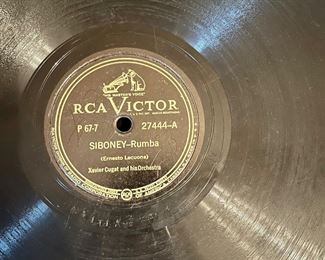 "HIS MASTER'S VOICE"
RCA VICTOR
P 67-7 27444-A
SIBONEY-Rumba
(Ernesto Lecuona)
Xavier Cugat and his Orchestra